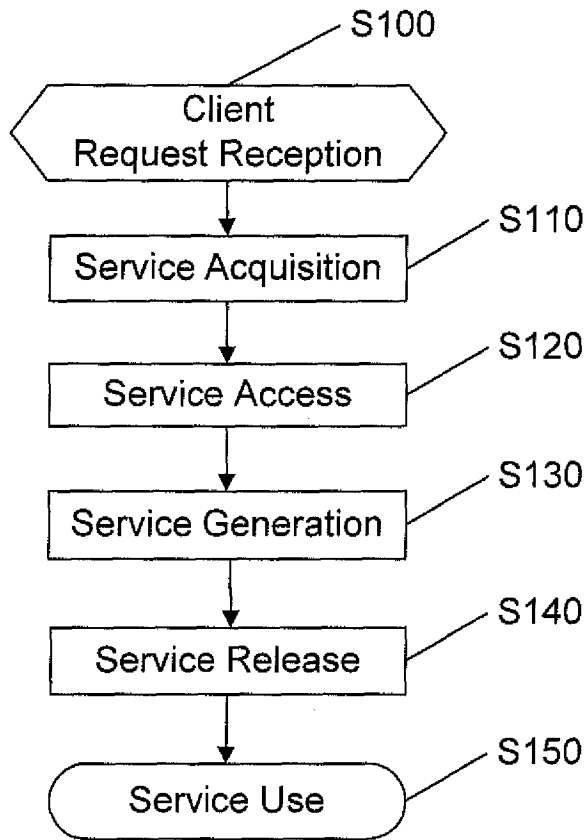 S100
Client
Request Reception
S110
Service Acquisition
S120
Service Access
S130
Service Generation
S140
Service Release
S150
Service Use